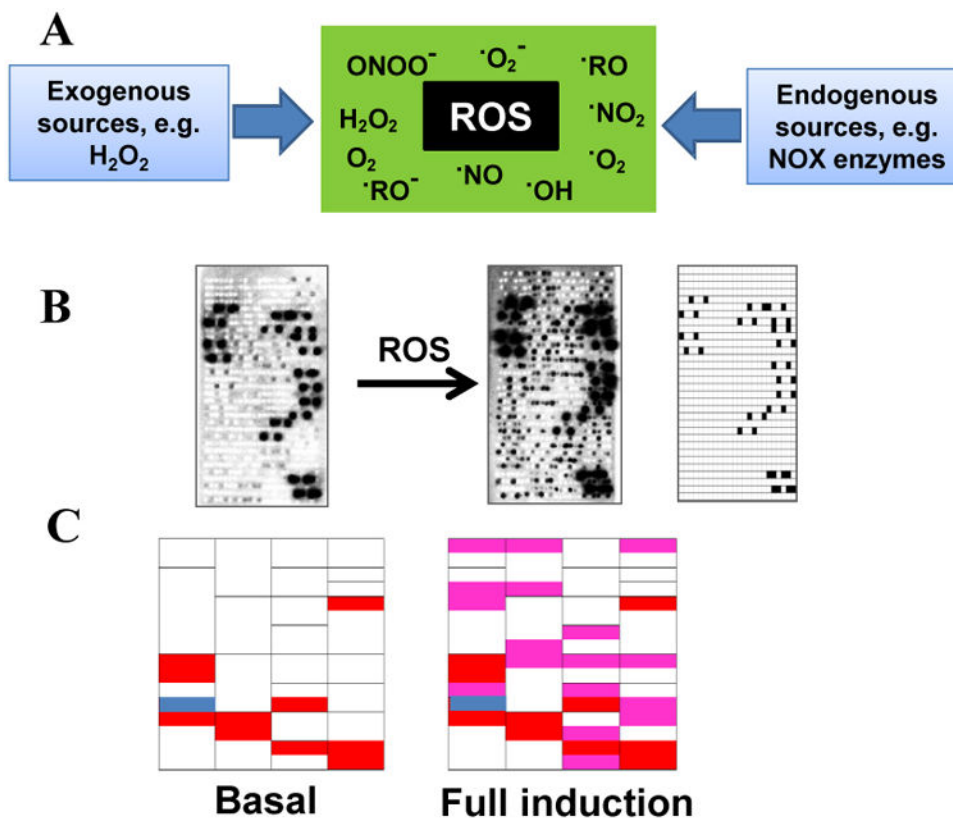 A
Exogenous
sources, e.g.
H₂O₂
ONOO⁻
·O₂⁻
·RO
H₂O₂
ROS
·NO₂
O₂
·NO
·O₂
·RO⁻
·OH
Endogenous
sources, e.g.
NOX enzymes
B
ROS
C
Basal
Full induction